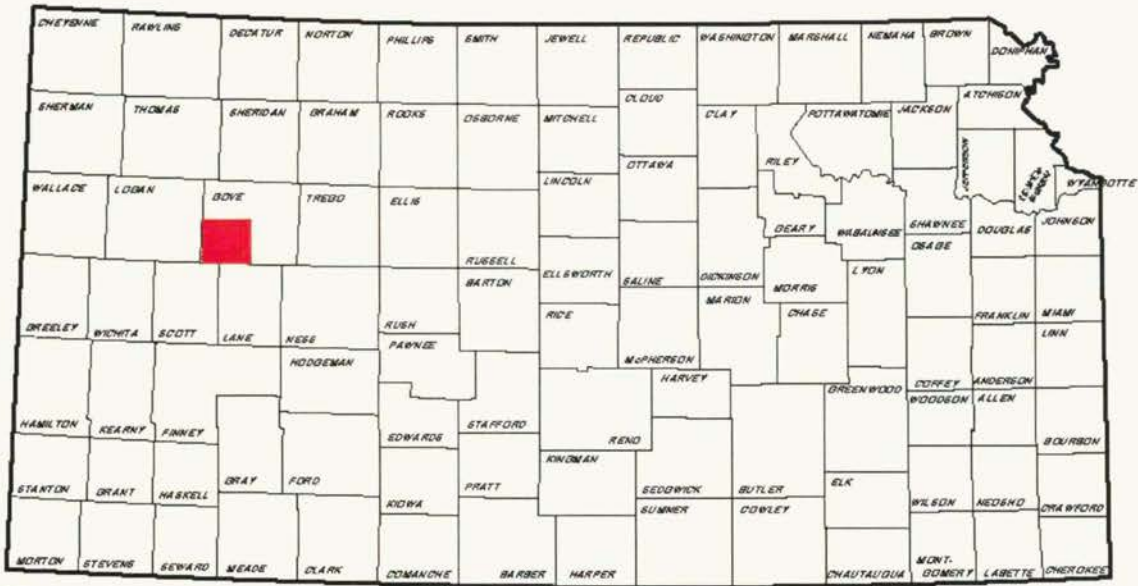 CHEYENNE
RAWLINS
DECATUR
NORTON
PHILLIPS
SMITH
JEWELL
REPUBLIC
WASHINGTON
MARSHALL
NEMAHA
BROWN
DONIPHAN
SHERMAN
THOMAS
SHERIDAN
GRAHAM
ROOKS
OSBORNE
MITCHELL
CLOUD
CLAY
RILEY
POTTAWATOMIE
JACKSON
ATCHISON
JEFFERSON
LEAVEN-
WORTH
WYANDOTTE
WALLACE
LOGAN
GOVE
TREGO
ELLIS
RUSSELL
LINCOLN
OTTAWA
GEARY
WABAUNSEE
SHAWNEE
DOUGLAS
JOHNSON
ELLSWORTH
SALINE
DICKINSON
MORRIS
LYON
OSAGE
FRANKLIN
MIAMI
GREELEY
WICHITA
SCOTT
LANE
NESS
RUSH
BARTON
RICE
McPHERSON
MARION
CHASE
COFFEY
ANDERSON
LINN
HAMILTON
KEARNY
FINNEY
HODGEMAN
PAWNEE
STAFFORD
RENO
HARVEY
GREENWOOD
WOODSON
ALLEN
BOURBON
STANTON
GRANT
HASKELL
GRAY
FORD
EDWARDS
KIOWA
PRATT
KINGMAN
SEDGWICK
BUTLER
ELK
WILSON
NEOSHO
CRAWFORD
MORTON
STEVENS
SEWARD
MEADE
CLARK
COMANCHE
BARBER
HARPER
SUMNER
COWLEY
CHAUTAUQUA
MONT-
GOMERY
LABETTE
CHEROKEE